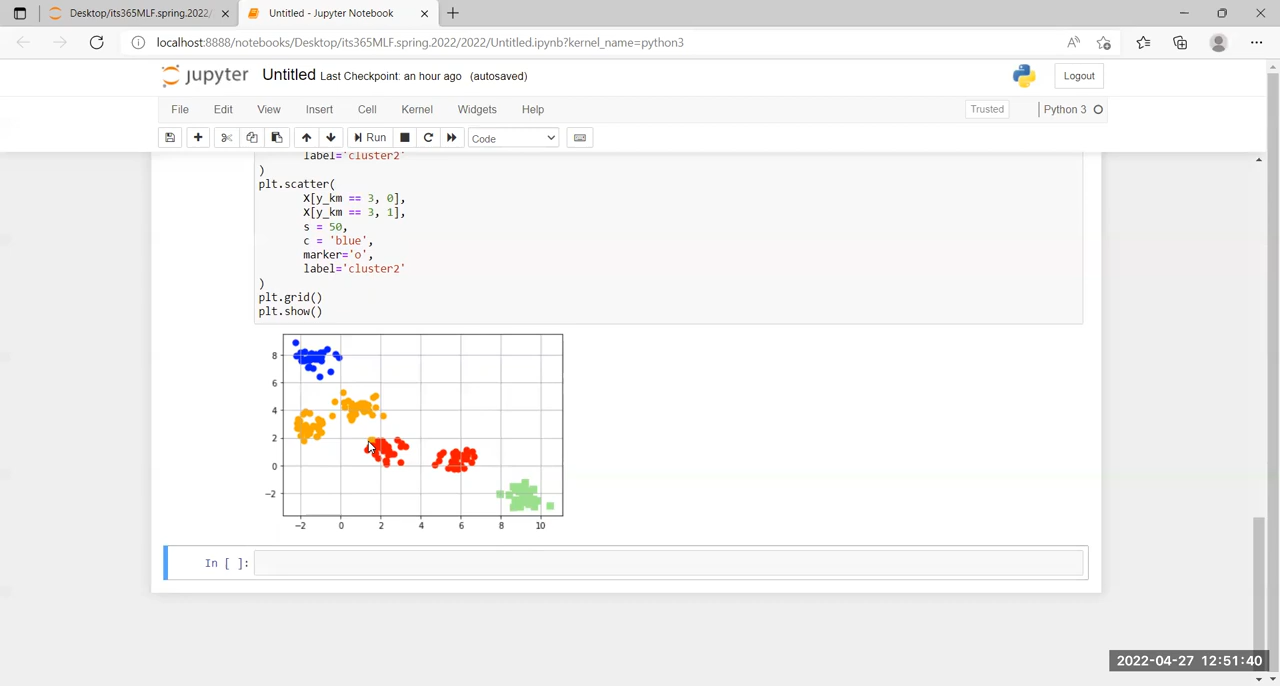 Desktop/its365MLF.spring.2022/
Untitled - Jupyter Notebook
localhost:8888/notebooks/Desktop/its365MLF.spring.2022/2022/Untitled.ipynb?kernel_name=python3
jupyter Untitled Last Checkpoint: an hour ago (autosaved)
Logout
File Edit View Insert Cell Kernel Widgets Help
Trusted
Python 3
Run
Code
label='cluster2'
)
plt.scatter(
X[y_km == 3, 0],
X[y_km == 3, 1],
s = 50,
c = 'blue',
marker='o',
label='cluster2'
)
plt.grid()
plt.show()
8
6
4
2
0
−2
−2 0 2 4 6 8 10
In [ ]:
2022-04-27 12:51:40